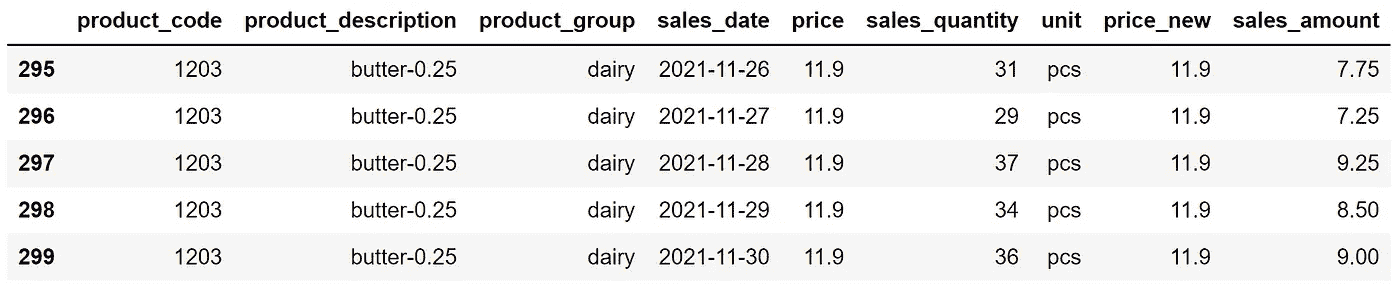 product_code product_description product_group sales_date price sales_quantity unit price_new sales_amount
295 1203 butter-0.25 dairy 2021-11-26 11.9 31 pcs 11.9 7.75
296 1203 butter-0.25 dairy 2021-11-27 11.9 29 pcs 11.9 7.25
297 1203 butter-0.25 dairy 2021-11-28 11.9 37 pcs 11.9 9.25
298 1203 butter-0.25 dairy 2021-11-29 11.9 34 pcs 11.9 8.50
299 1203 butter-0.25 dairy 2021-11-30 11.9 36 pcs 11.9 9.00